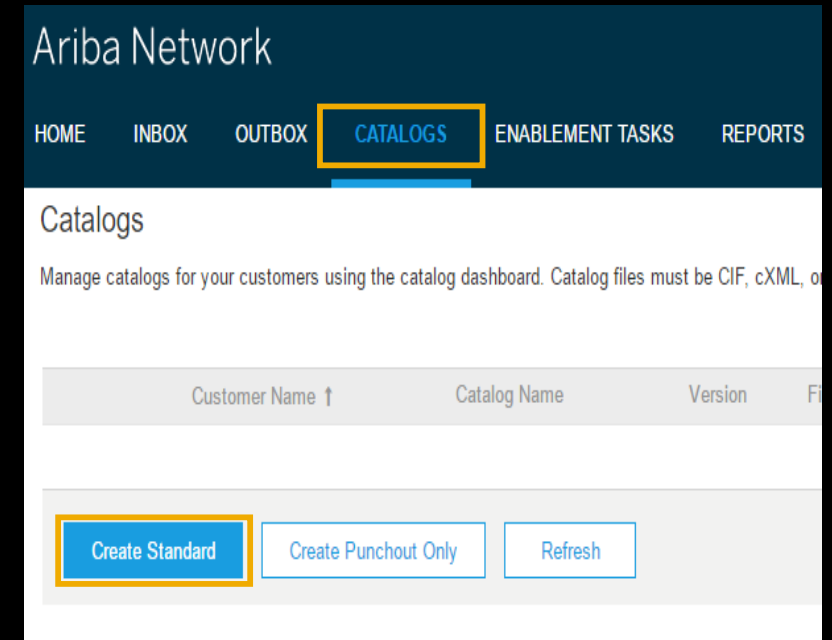 Ariba Network
HOME INBOX OUTBOX CATALOGS ENABLEMENT TASKS REPORTS
Catalogs
Manage catalogs for your customers using the catalog dashboard. Catalog files must be CIF, cXML,
Customer Name ↑ Catalog Name Version
Create Standard Create Punchout Only Refresh